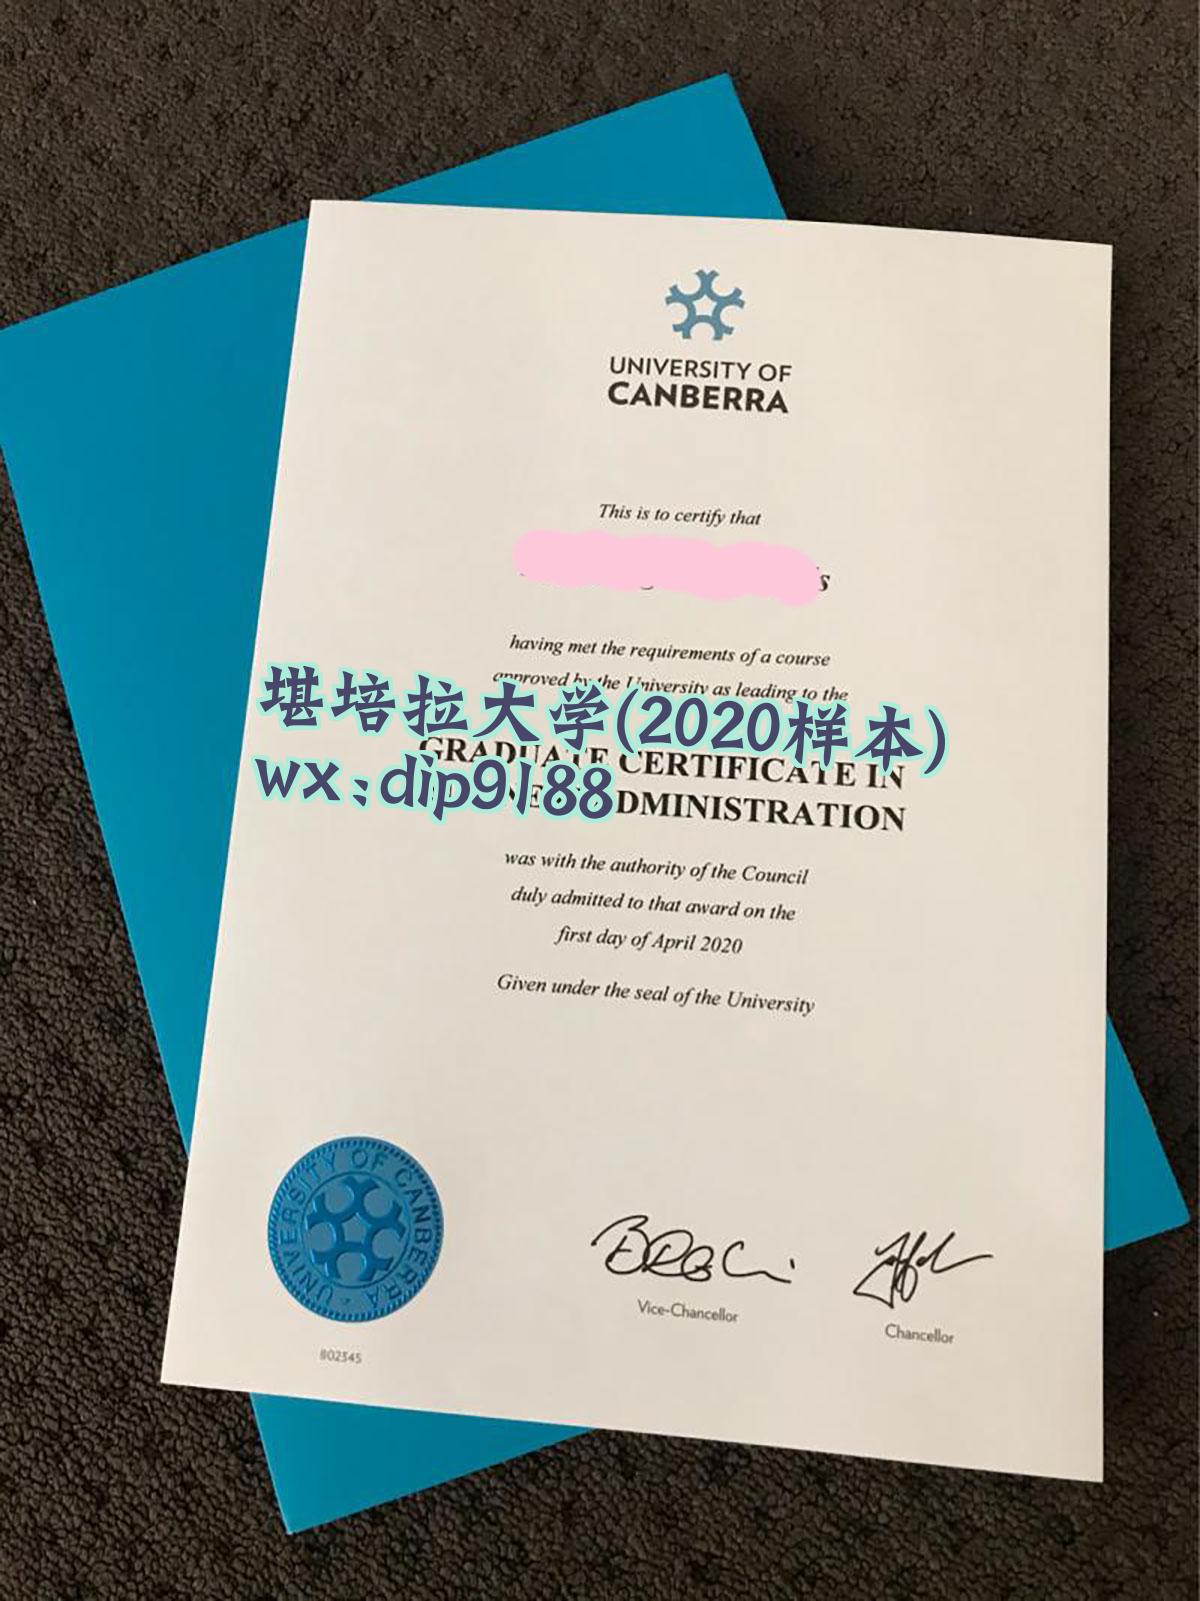 UNIVERSITY OF
CANBERRA
This is to certify that
having met the requirements of a course
approved by the University as leading to the
堪培拉大学(2020样本)
GRADUATE CERTIFICATE IN
wx:dip9188
ADMINISTRATION
was with the authority of the Council
duly admitted to that award on the
first day of April 2020
Given under the seal of the University
UNIVERSITY OF CANBERRA
Vice-Chancellor
Chancellor
802345